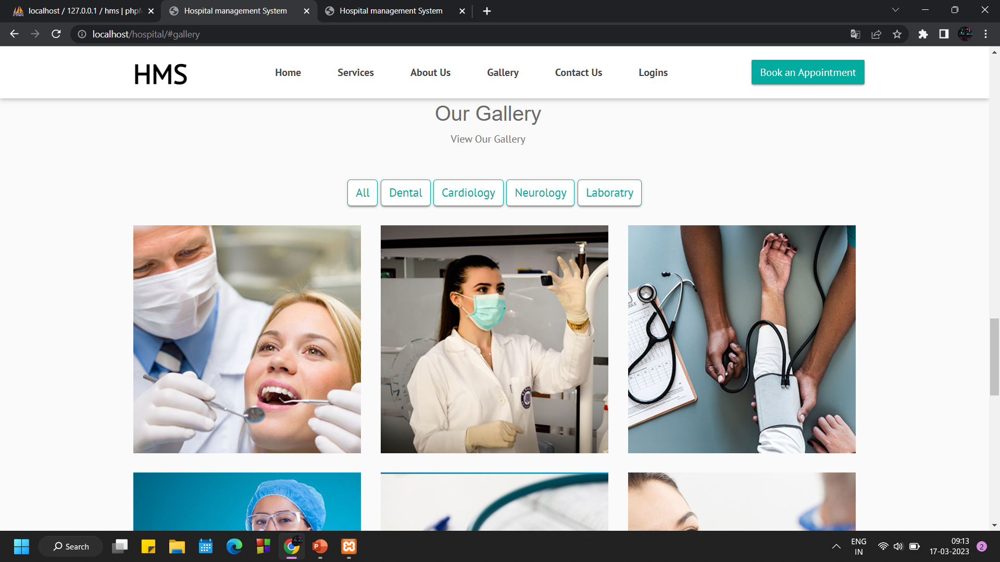 localhost / 127.0.0.1 / hms | phpM
Hospital management System
Hospital management System
localhost/hospital/#gallery
HMS
Home
Services
About Us
Gallery
Contact Us
Logins
Book an Appointment
Our Gallery
View Our Gallery
All
Dental
Cardiology
Neurology
Laboratry
Search
ENG
IN
09:13
17-03-2023
2